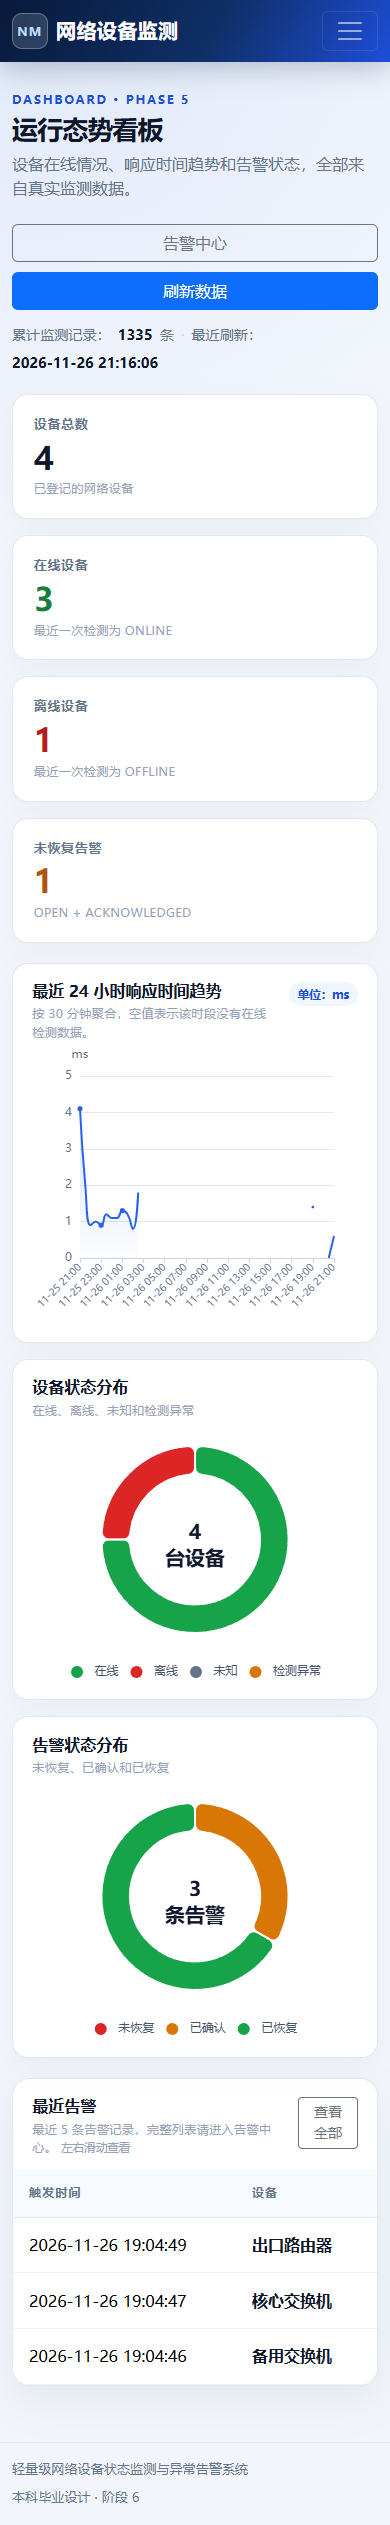 NM 网络设备监测
DASHBOARD • PHASE 5
运行态势看板
设备在线情况、响应时间趋势和告警状态，全部来
自真实监测数据。
告警中心
刷新数据
累计监测记录： 1335 条 · 最近刷新：
2026-11-26 21:16:06
设备总数
4
已登记的网络设备
在线设备
3
最近一次检测为 ONLINE
离线设备
1
最近一次检测为 OFFLINE
未恢复告警
1
OPEN + ACKNOWLEDGED
最近 24 小时响应时间趋势
单位：ms
按 30 分钟聚合，空值表示该时段没有在线
检测数据。
ms
5
4
3
2
1
0
11-25 21:00
11-25 23:00
11-26 01:00
11-26 03:00
11-26 05:00
11-26 07:00
11-26 09:00
11-26 11:00
11-26 13:00
11-26 15:00
11-26 17:00
11-26 19:00
11-26 21:00
设备状态分布
在线、离线、未知和检测异常
4
台设备
在线 离线 未知 检测异常
告警状态分布
未恢复、已确认和已恢复
3
条告警
未恢复 已确认 已恢复
最近告警
最近 5 条告警记录，完整列表请进入告警中
心。 左右滑动查看
查看
全部
触发时间 设备
2026-11-26 19:04:49 出口路由器
2026-11-26 19:04:47 核心交换机
2026-11-26 19:04:46 备用交换机
轻量级网络设备状态监测与异常告警系统
本科毕业设计 · 阶段 6